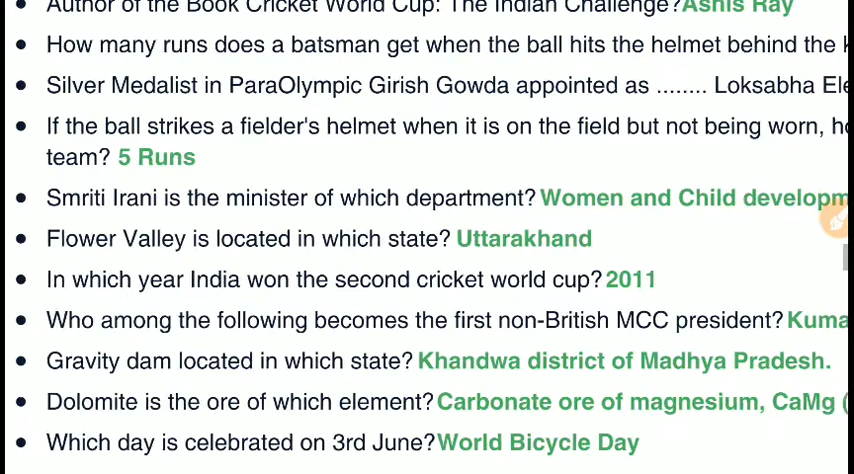 Author of the Book Cricket World Cup: The Indian Challenge?Ashis Ray
How many runs does a batsman get when the ball hits the helmet behind the
Silver Medalist in ParaOlympic Girish Gowda appointed as ........ Loksabha Ele
If the ball strikes a fielder's helmet when it is on the field but not being worn, ho
team? 5 Runs
Smriti Irani is the minister of which department? Women and Child developm
Flower Valley is located in which state? Uttarakhand
In which year India won the second cricket world cup? 2011
Who among the following becomes the first non-British MCC president? Kuma
Gravity dam located in which state? Khandwa district of Madhya Pradesh.
Dolomite is the ore of which element? Carbonate ore of magnesium, CaMg (
Which day is celebrated on 3rd June? World Bicycle Day